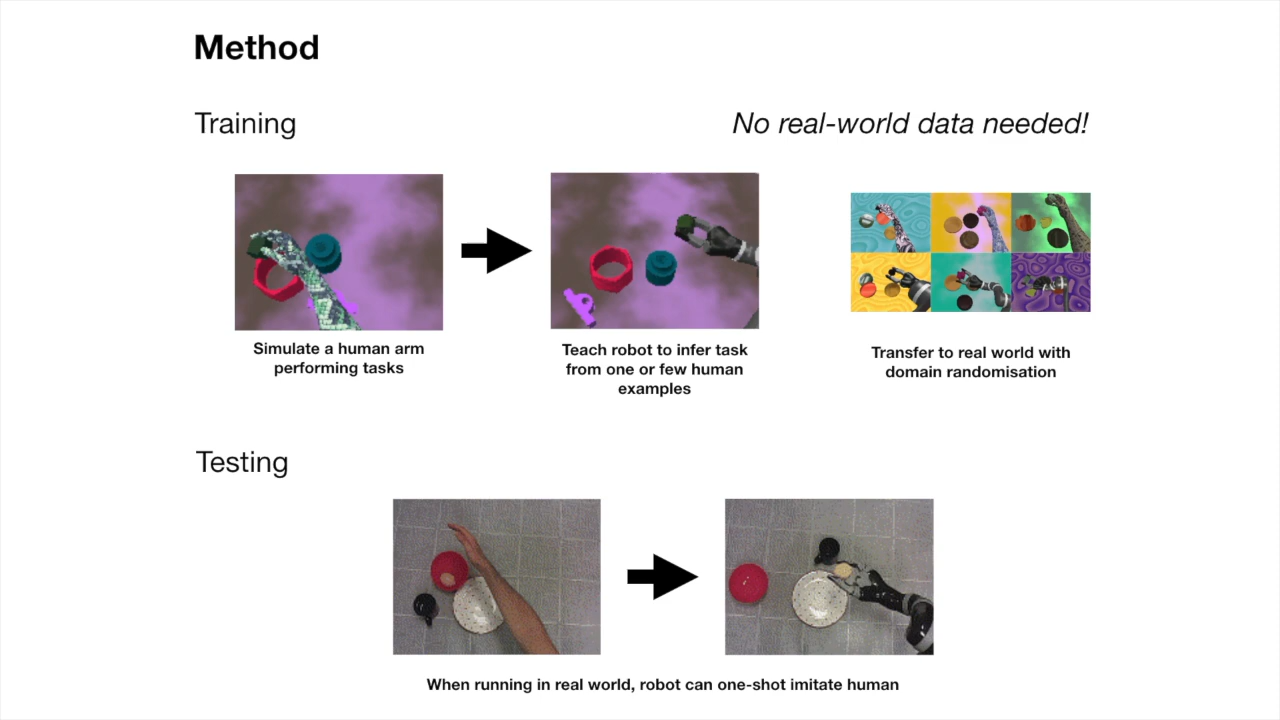 Method
Training
No real-world data needed!
Simulate a human arm
performing tasks
Teach robot to infer task
from one or few human
examples
Transfer to real world with
domain randomisation
Testing
When running in real world, robot can one-shot imitate human